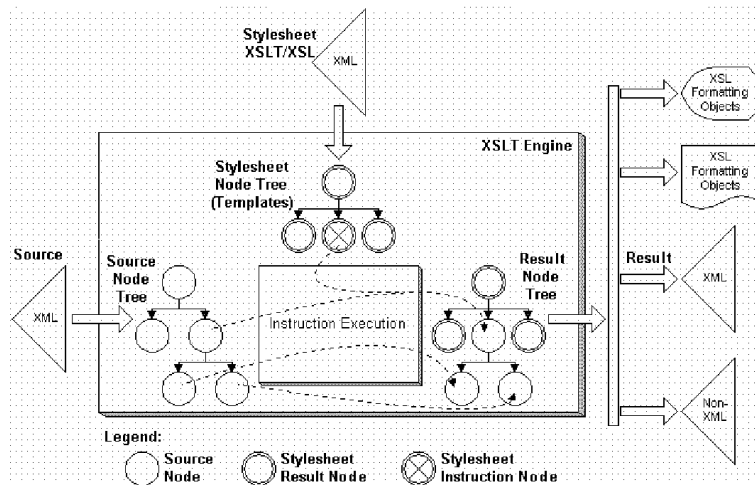 Stylesheet
XSLT/XSL
XML
XSL
Formatting
Objects
XSLT Engine
Stylesheet
Node Tree
(Templates)
XSL
Formatting
Objects
Source
Source
Node
Tree
Result
Node
Tree
Result
XML
Instruction Execution
XML
Non-
XML
Legend:
Source
Node
Stylesheet
Result Node
Stylesheet
Instruction Node